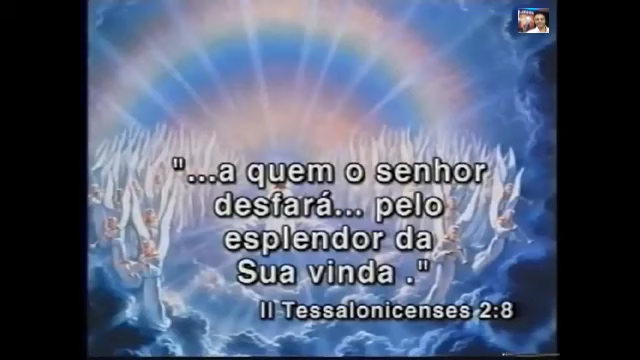 "...a quem o senhor
desfará... pelo
esplendor da
Sua vinda ."
II Tessalonicenses 2:8